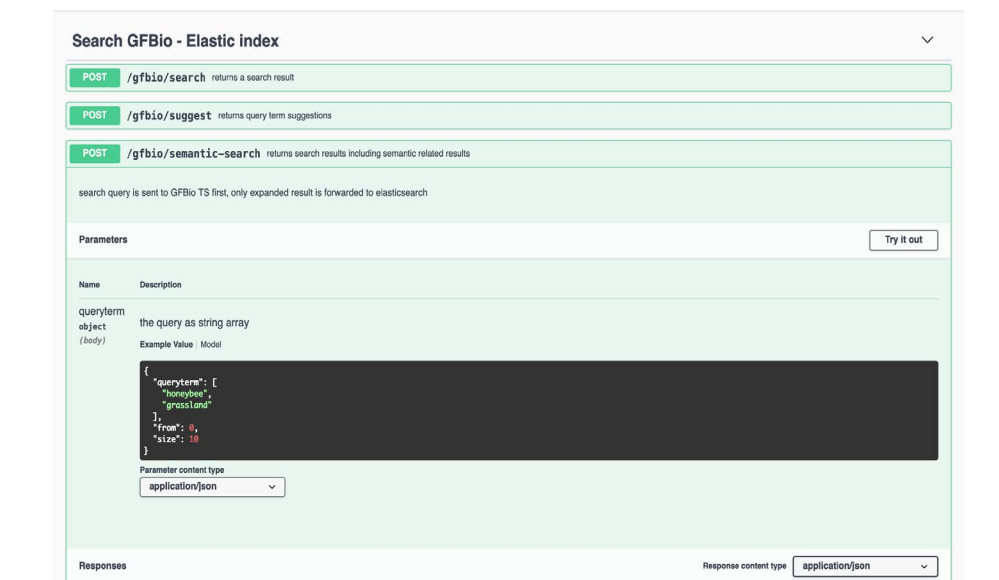 Search GFBio - Elastic index
POST /gfbio/search returns a search result
POST /gfbio/suggest returns query term suggestions
POST /gfbio/semantic-search returns search results including semantic related results
search query is sent to GFBio TS first, only expanded result is forwarded to elasticsearch
Parameters Try it out
Name Description
queryterm
object
(body)
the query as string array
Example Value | Model
{
"queryterm": [
"honeybee",
"grassland"
],
"from": 0,
"size": 10
}
Parameter content type
application/json
Responses Response content type application/json